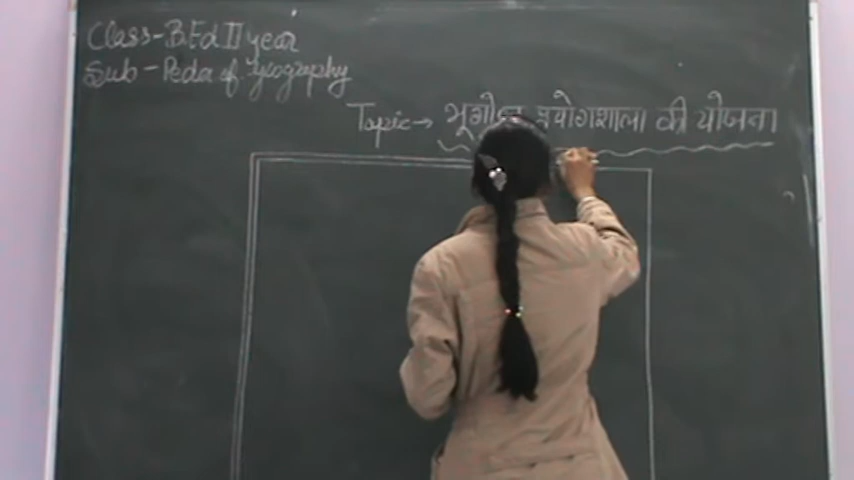 Class-B.Ed II year
Sub-Peda of Geography
Topic → भूगोल प्रयोगशाला की योजना